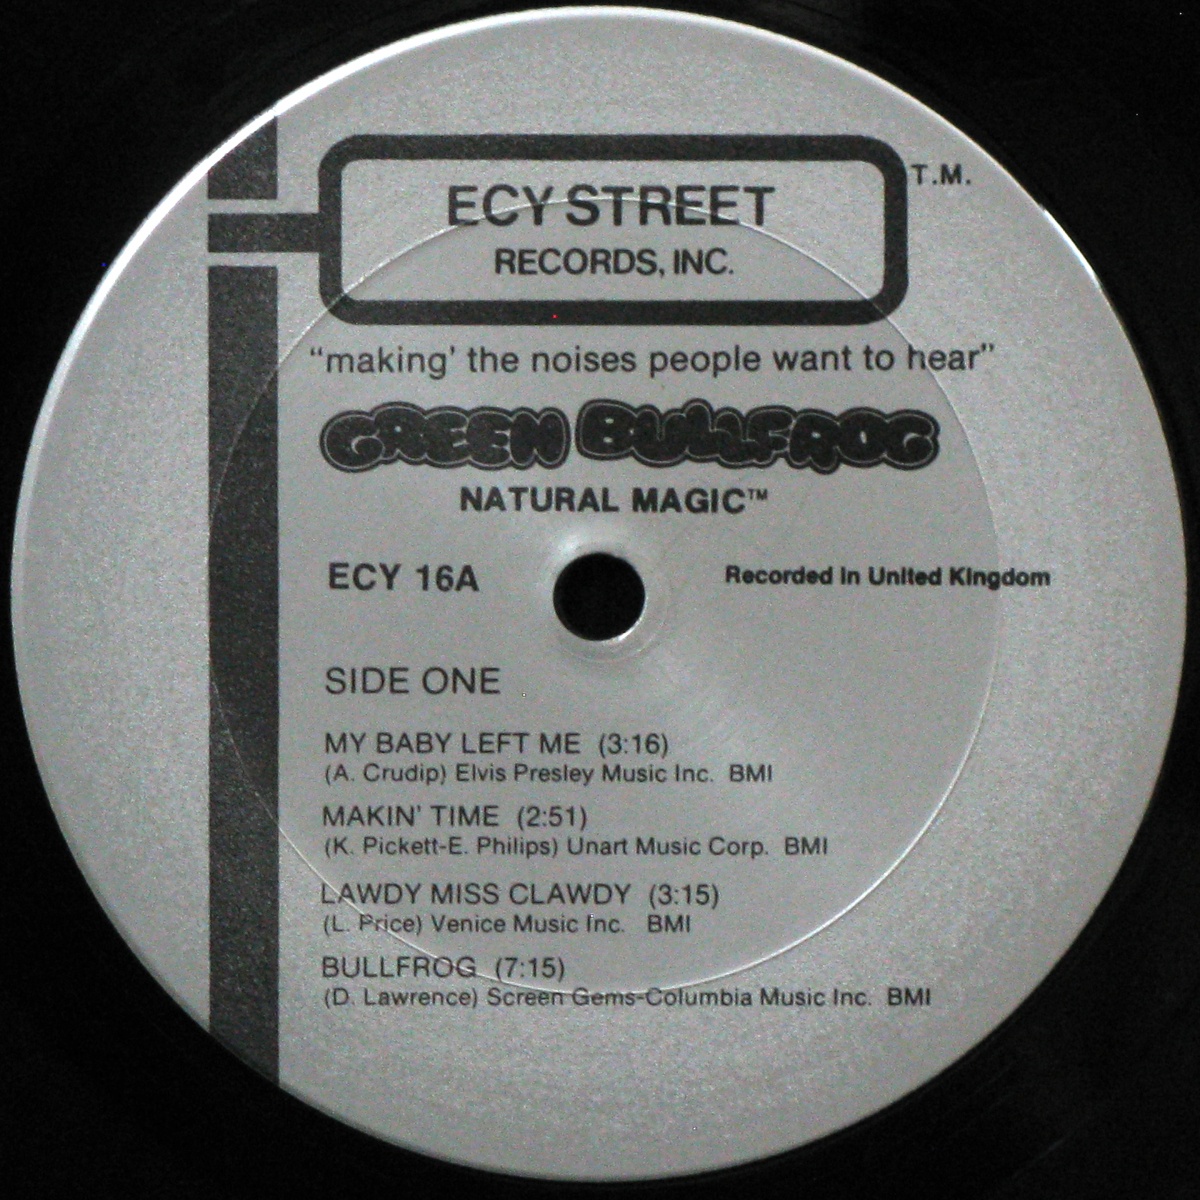 ECY STREET
RECORDS, INC.
T.M.
“making’ the noises people want to hear”
GREEN BULLFROG
NATURAL MAGIC™
ECY 16A
Recorded in United Kingdom
SIDE ONE
MY BABY LEFT ME (3:16)
(A. Crudip) Elvis Presley Music Inc. BMI
MAKIN’ TIME (2:51)
(K. Pickett-E. Philips) Unart Music Corp. BMI
LAWDY MISS CLAWDY (3:15)
(L. Price) Venice Music Inc. BMI
BULLFROG (7:15)
(D. Lawrence) Screen Gems-Columbia Music Inc. BMI